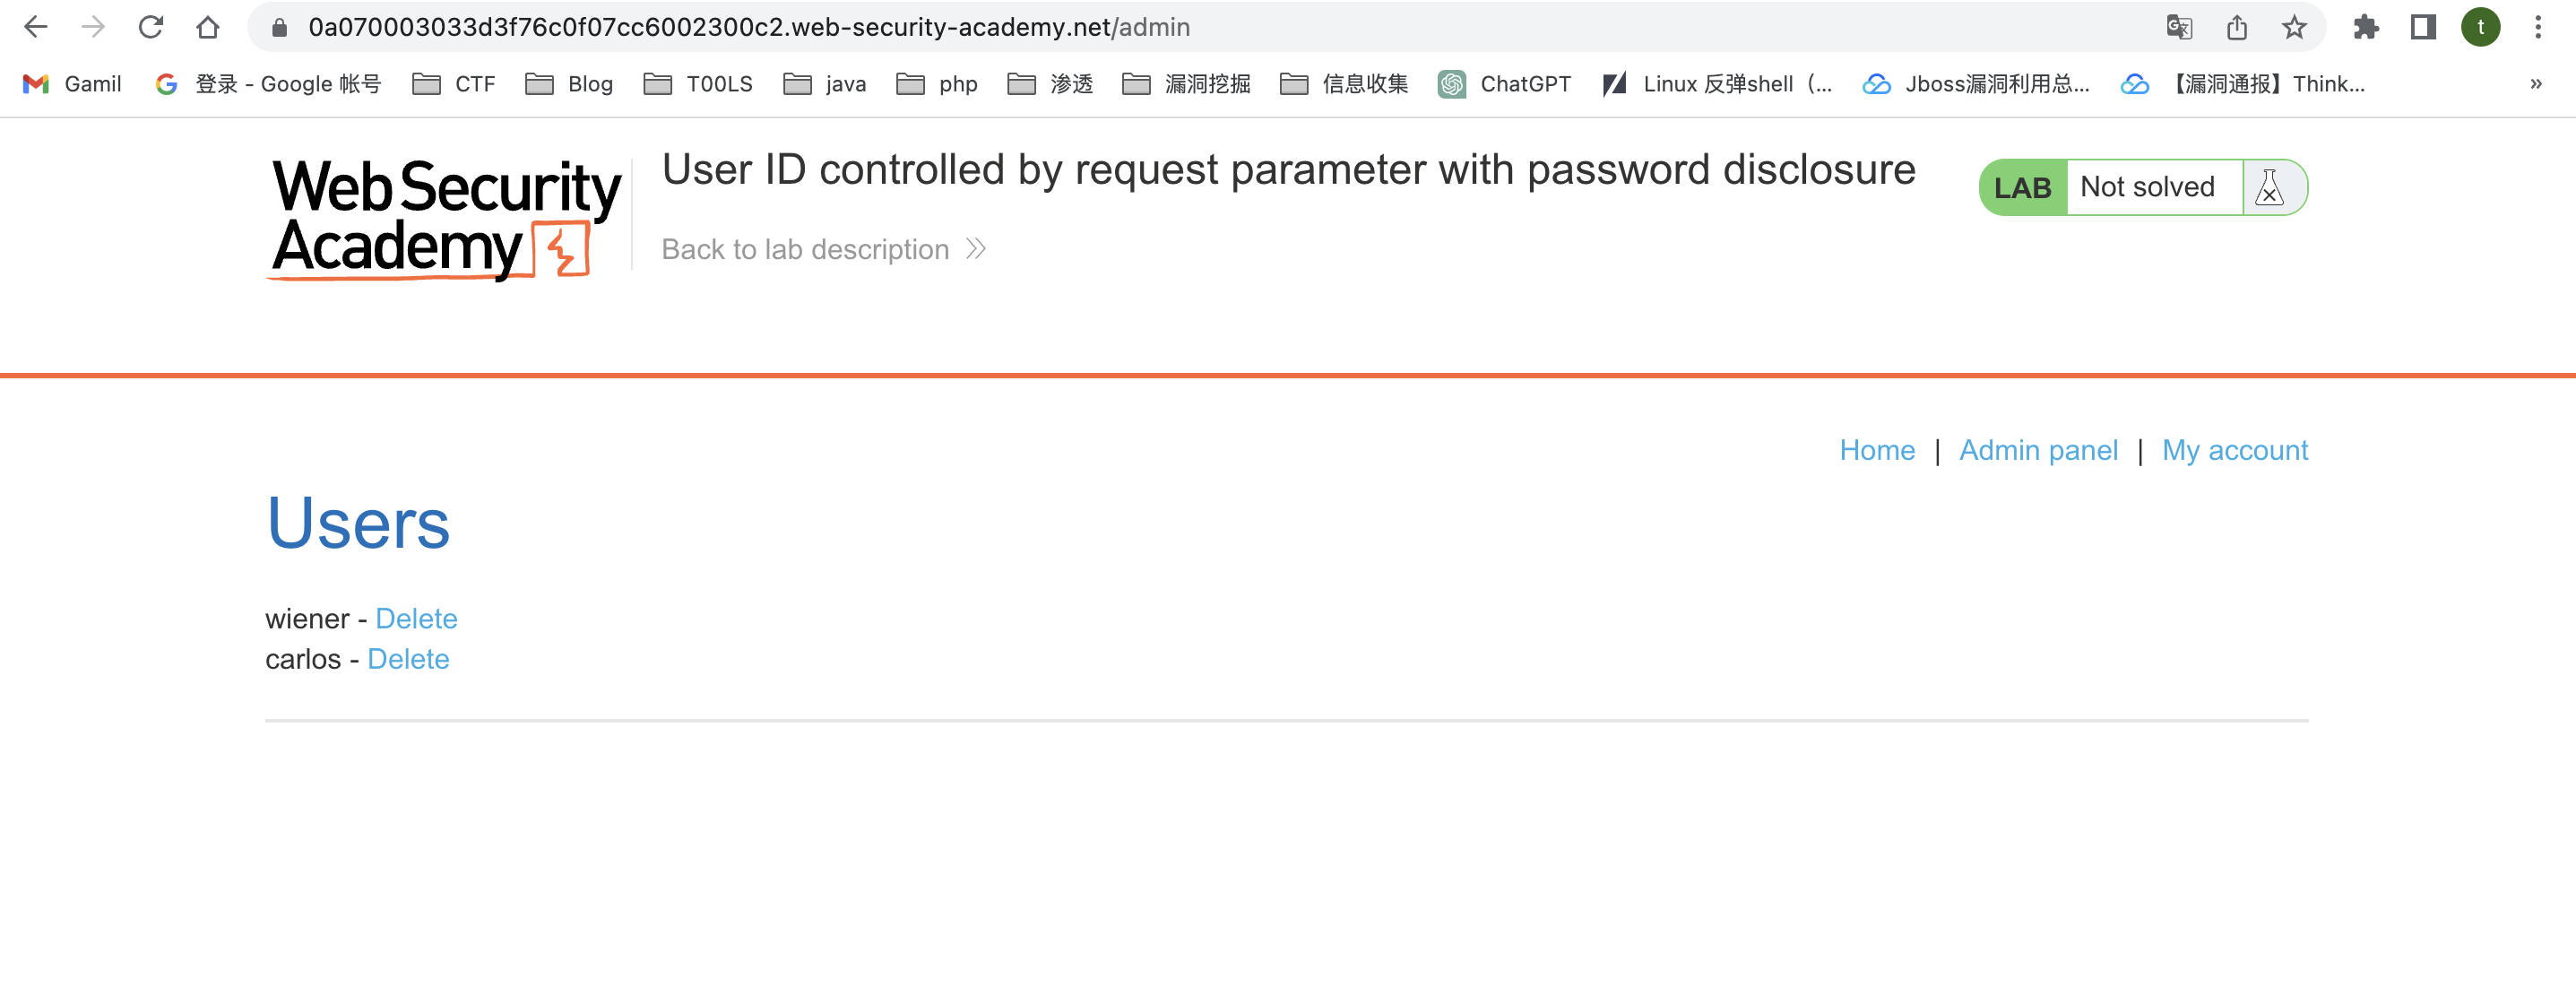 0a070003033d3f76c0f07cc6002300c2.web-security-academy.net/admin
t
Gamil
登录 - Google 帐号
CTF
Blog
T00LS
java
php
渗透
漏洞挖掘
信息收集
ChatGPT
Linux 反弹shell（...
Jboss漏洞利用总...
【漏洞通报】Think...
»
Web Security
Academy
User ID controlled by request parameter with password disclosure
Back to lab description
LAB Not solved
Home | Admin panel | My account
Users
wiener - Delete
carlos - Delete